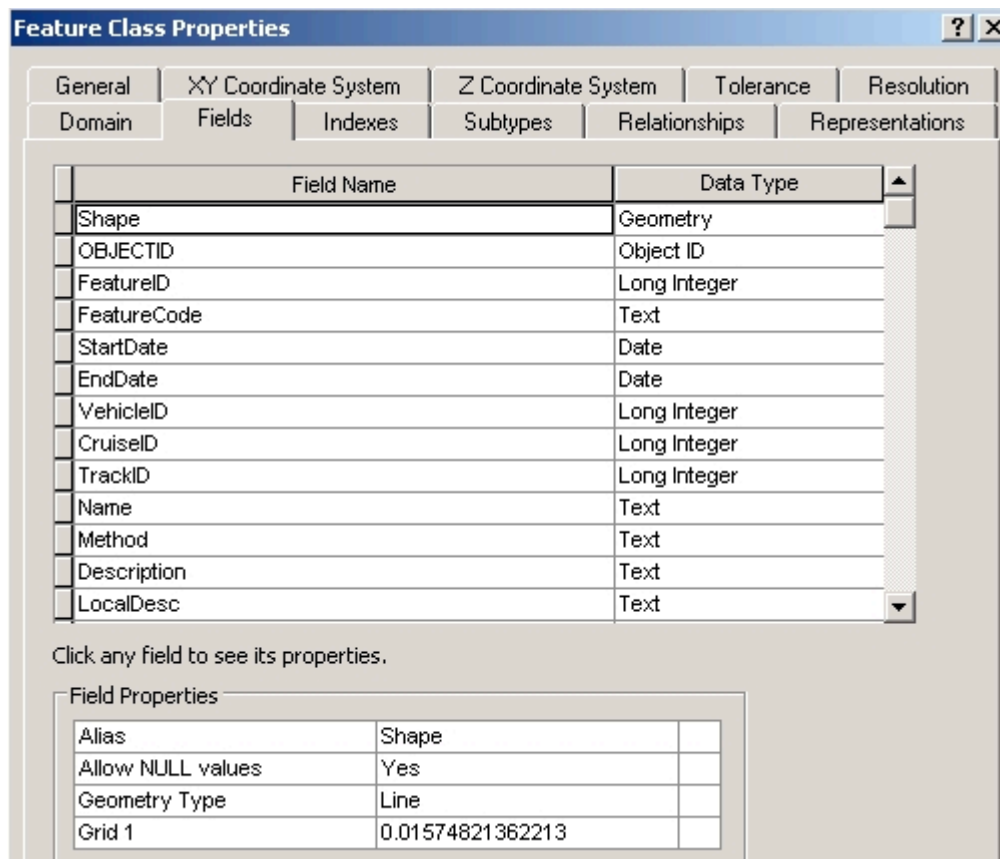 Feature Class Properties
General XY Coordinate System Z Coordinate System Tolerance Resolution
Domain Fields Indexes Subtypes Relationships Representations
Field Name Data Type
Shape Geometry
OBJECTID Object ID
FeatureID Long Integer
FeatureCode Text
StartDate Date
EndDate Date
VehicleID Long Integer
CruiseID Long Integer
TrackID Long Integer
Name Text
Method Text
Description Text
LocalDesc Text
Click any field to see its properties.
Field Properties
Alias Shape
Allow NULL values Yes
Geometry Type Line
Grid 1 0.01574821362213